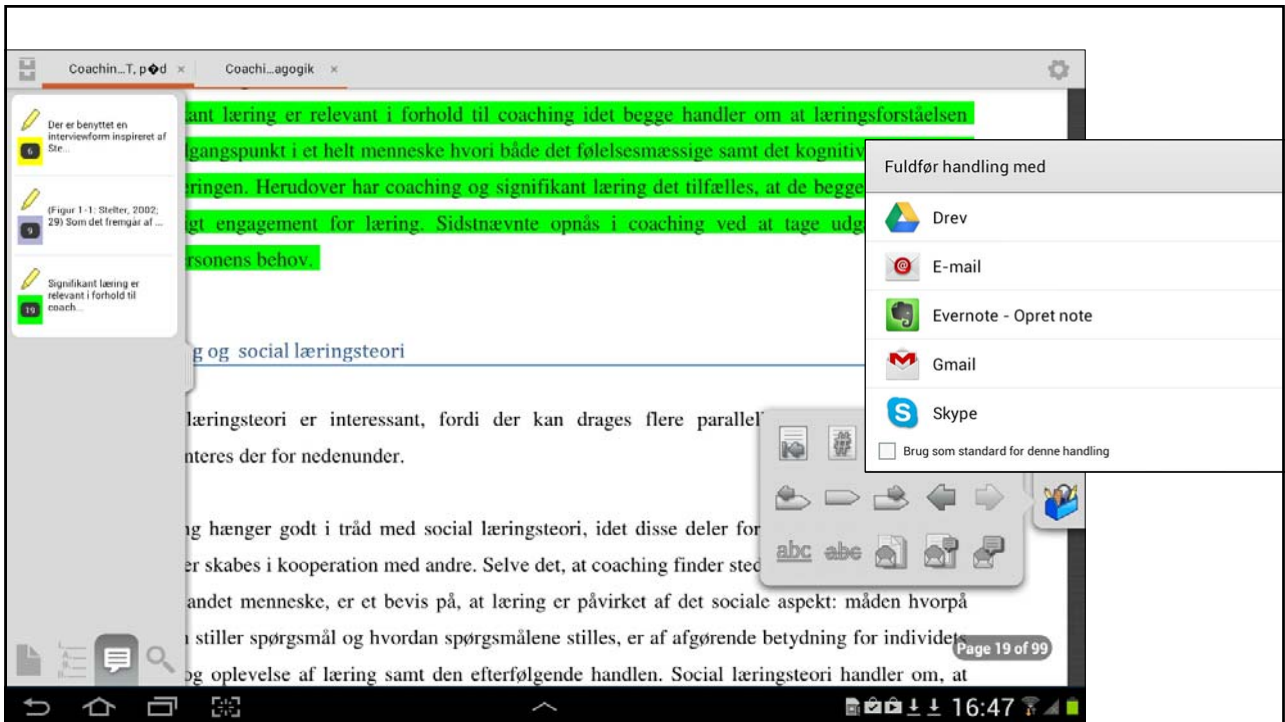 Coachin...T, p�d ×
Coachi...agogik ×
Der er benyttet en
interviewform inspireret af
Ste...
6
(Figur 1-1: Stelter, 2002;
29) Som det fremgår af ...
9
Signifikant læring er
relevant i forhold til
coach...
19
ant læring er relevant i forhold til coaching idet begge handler om at læringsforståelsen
dgangspunkt i et helt menneske hvori både det følelsesmæssige samt det kognitiv
eringen. Herudover har coaching og signifikant læring det tilfælles, at de begge
gt engagement for læring. Sidstnævnte opnås i coaching ved at tage udg
rsonens behov.
g og social læringsteori
læringsteori er interessant, fordi der kan drages flere parallel
nteres der for nedenunder.
ng hænger godt i tråd med social læringsteori, idet disse deler for
er skabes i kooperation med andre. Selve det, at coaching finder sted
andet menneske, er et bevis på, at læring er påvirket af det sociale aspekt: måden hvorpå
n stiller spørgsmål og hvordan spørgsmålene stilles, er af afgørende betydning for individets
og oplevelse af læring samt den efterfølgende handlen. Social læringsteori handler om, at
Page 19 of 99
Fuldfør handling med
Drev
E-mail
Evernote - Opret note
Gmail
Skype
Brug som standard for denne handling
#
abc abc
16:47